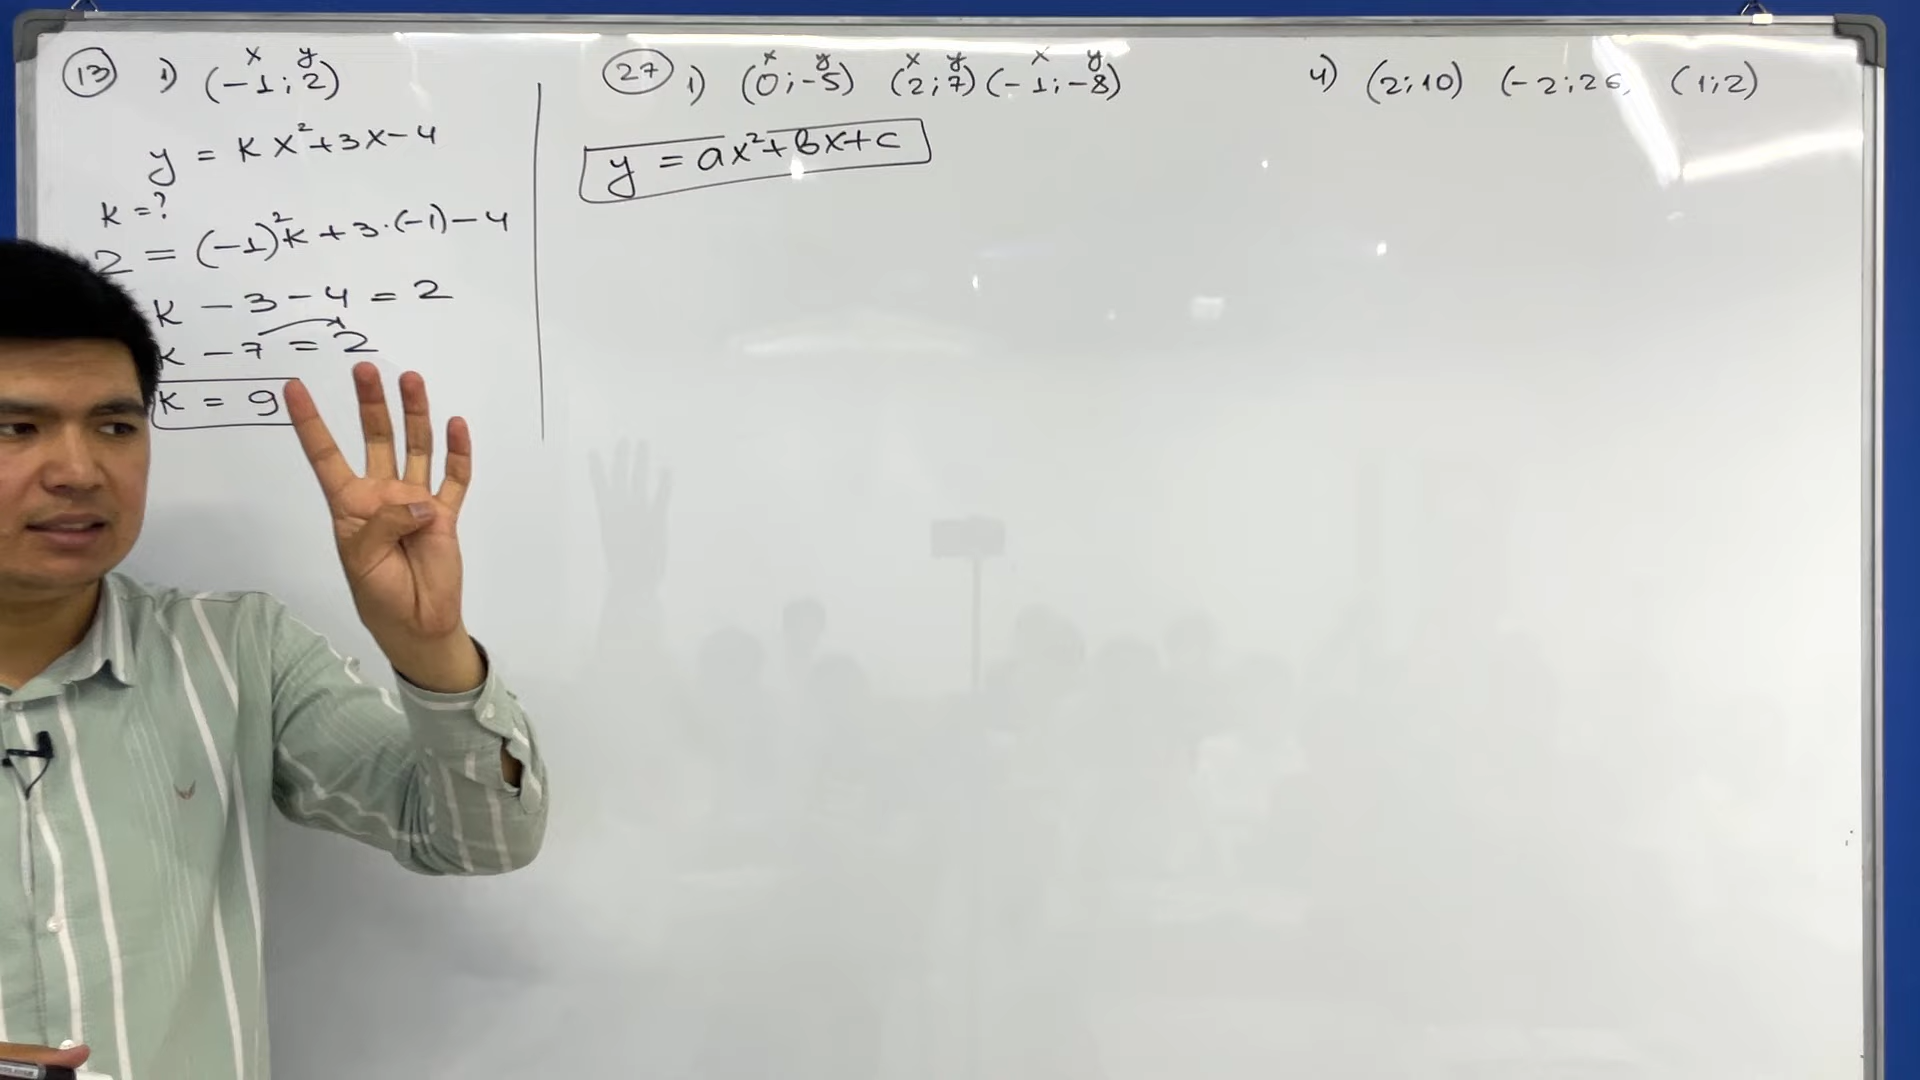 13 1) (-1; 2)
x y
y = kx²+3x-4
k=?
2 = (-1)²k+3·(-1)-4
k-3-4=2
k-7=2
k = 9
27 1) (0;-5) (2;7) (-1;-8)
x y x y x y
y = ax²+bx+c
4) (2;10) (-2;26) (1;2)